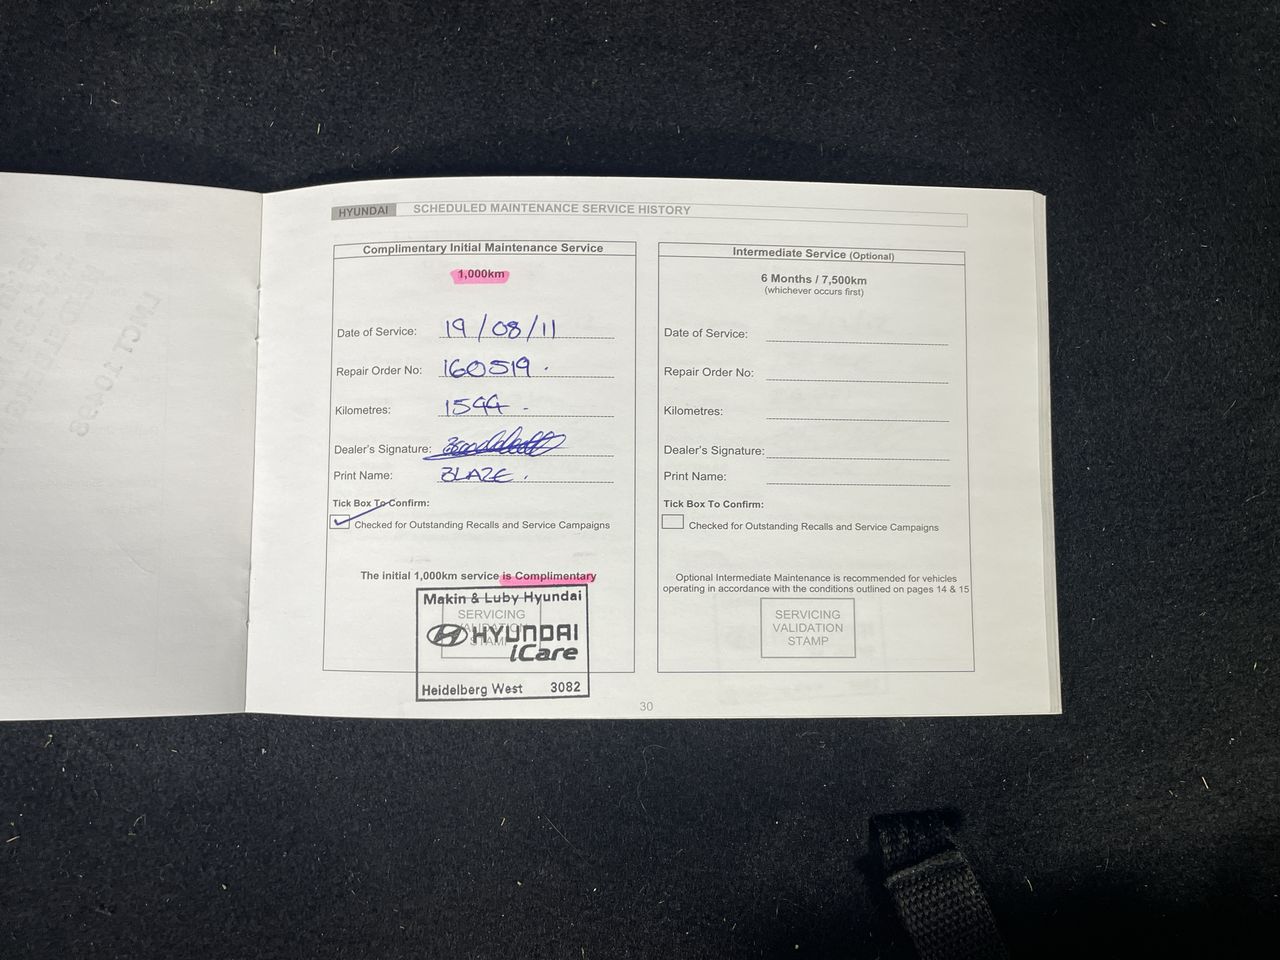 HYUNDAI SCHEDULED MAINTENANCE SERVICE HISTORY
Complimentary Initial Maintenance Service
1,000km
Date of Service: 19/08/11
Repair Order No: 160519.
Kilometres: 1544.
Dealer's Signature:
Print Name: BLAZE.
Tick Box To Confirm:
Checked for Outstanding Recalls and Service Campaigns
The initial 1,000km service is Complimentary
SERVICING
VALIDATION
STAMP
Makin & Luby Hyundai
HYUNDAI
iCare
Heidelberg West 3082
Intermediate Service (Optional)
6 Months / 7,500km
(whichever occurs first)
Date of Service:
Repair Order No:
Kilometres:
Dealer's Signature:
Print Name:
Tick Box To Confirm:
Checked for Outstanding Recalls and Service Campaigns
Optional Intermediate Maintenance is recommended for vehicles
operating in accordance with the conditions outlined on pages 14 & 15
SERVICING
VALIDATION
STAMP
30